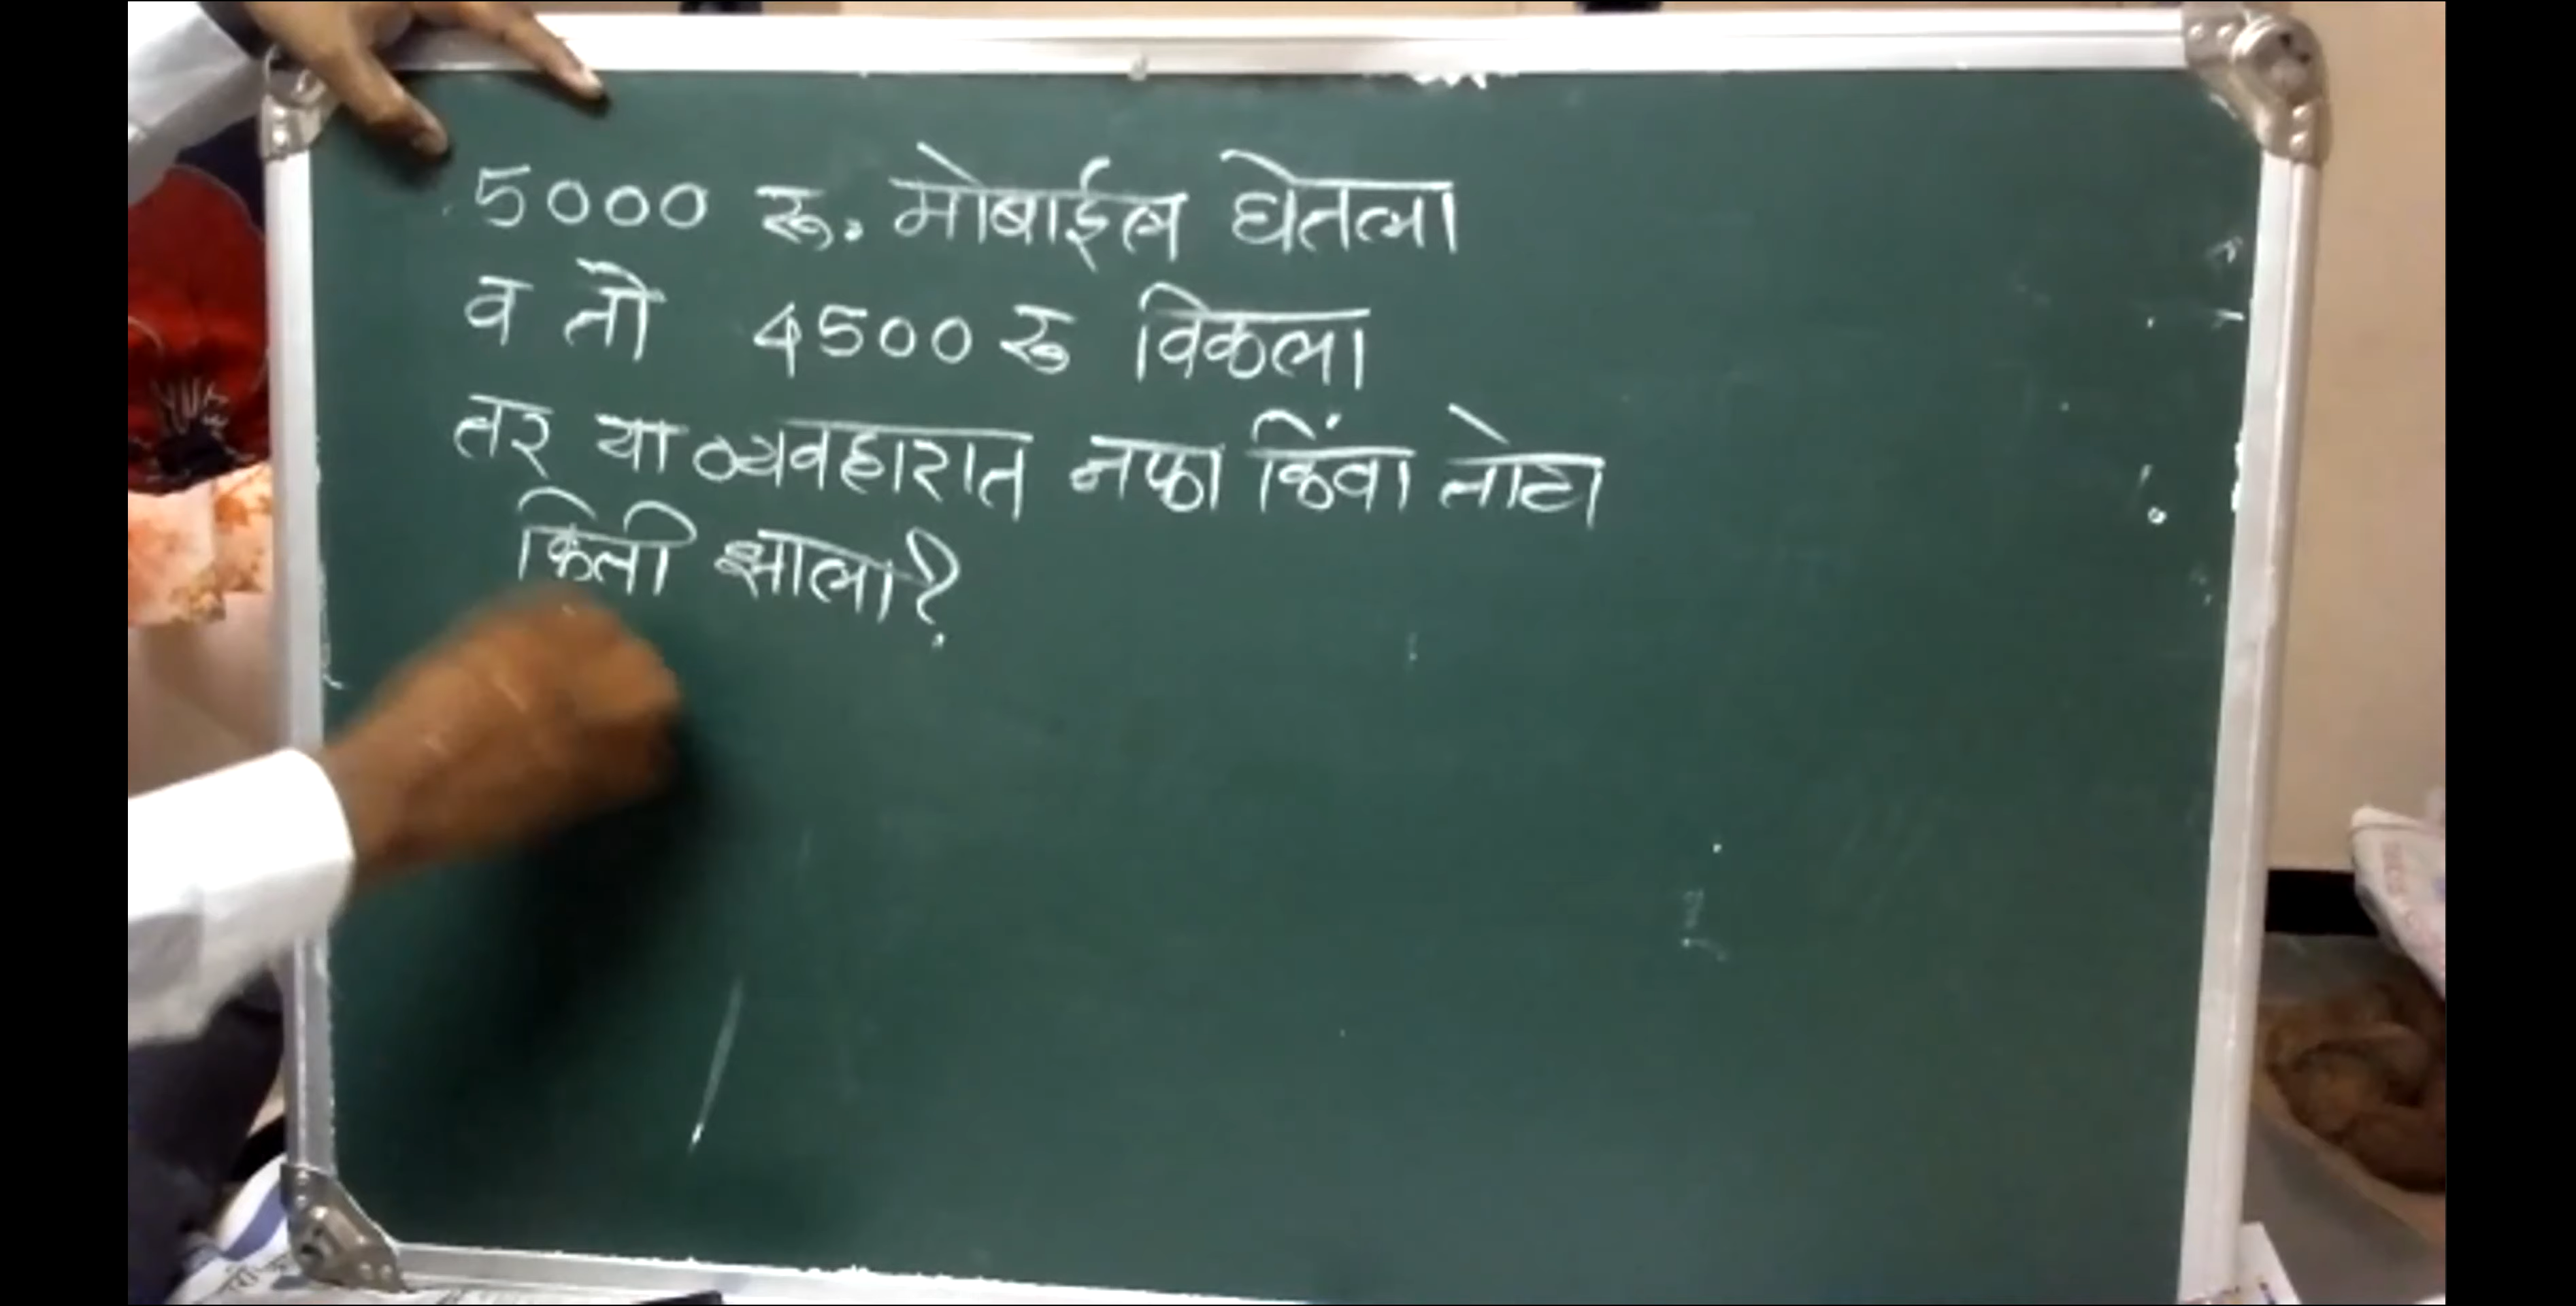 5000 रू. मोबाईल घेतला
व तो 4500 रु विकला
तर या व्यवहारात नफा किंवा तोटा
किती झाला?